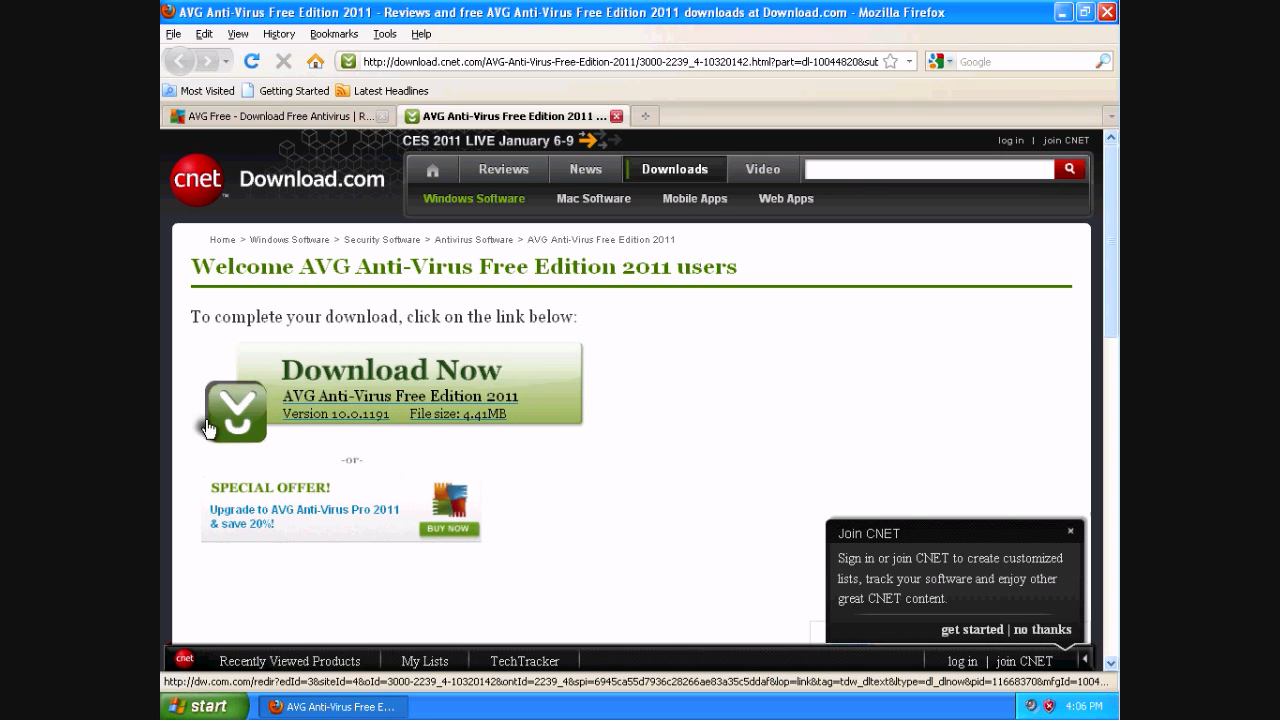 AVG Anti-Virus Free Edition 2011 - Reviews and free AVG Anti-Virus Free Edition 2011 downloads at Download.com - Mozilla Firefox
File Edit View History Bookmarks Tools Help
http://download.cnet.com/AVG-Anti-Virus-Free-Edition-2011/3000-2239_4-10320142.html?part=dl-10044820&sub
Google
Most Visited Getting Started Latest Headlines
AVG Free - Download Free Antivirus | R...
AVG Anti-Virus Free Edition 2011 ...
CES 2011 LIVE January 6-9
log in | join CNET
cnet Download.com
Reviews News Downloads Video
Windows Software Mac Software Mobile Apps Web Apps
Home > Windows Software > Security Software > Antivirus Software > AVG Anti-Virus Free Edition 2011
Welcome AVG Anti-Virus Free Edition 2011 users
To complete your download, click on the link below:
Download Now
AVG Anti-Virus Free Edition 2011
Version 10.0.1191 File size: 4.41MB
-or-
SPECIAL OFFER!
Upgrade to AVG Anti-Virus Pro 2011
& save 20%!
BUY NOW
Join CNET
Sign in or join CNET to create customized
lists, track your software and enjoy other
great CNET content.
get started | no thanks
cnet Recently Viewed Products My Lists TechTracker log in | join CNET
http://dw.com.com/redir?edId=3&siteId=4&oId=3000-2239_4-10320142&ontId=2239_4&spi=6945ca55d7936c28266ae83a35c5ddaf&lop=link&tag=tdw_dltext&ltype=dl_dlnow&pid=11668370&mfgId=1004...
start AVG Anti-Virus Free E... 4:06 PM